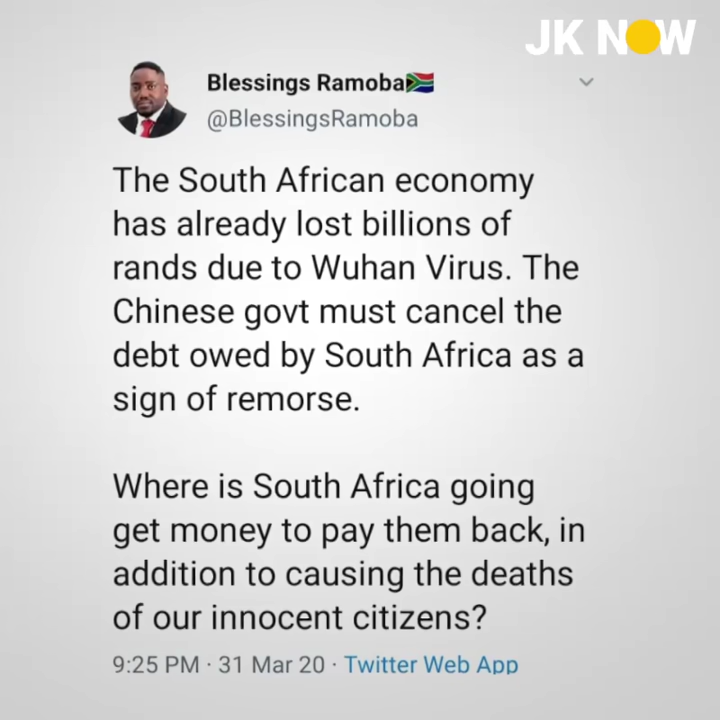 JK NOW
Blessings Ramoba🇿🇦
@BlessingsRamoba
The South African economy
has already lost billions of
rands due to Wuhan Virus. The
Chinese govt must cancel the
debt owed by South Africa as a
sign of remorse.
Where is South Africa going
get money to pay them back, in
addition to causing the deaths
of our innocent citizens?
9:25 PM · 31 Mar 20 · Twitter Web App